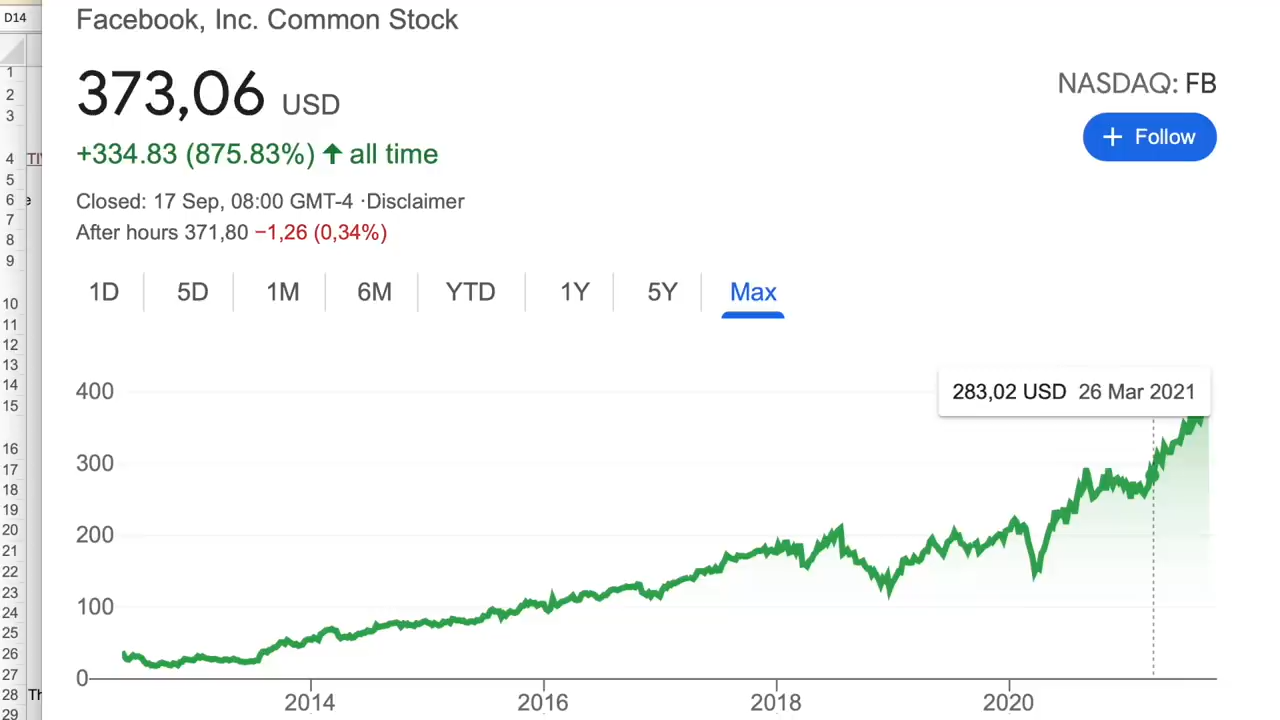 D14
Facebook, Inc. Common Stock
373,06 USD
NASDAQ: FB
+ Follow
+334.83 (875.83%) ↑ all time
Closed: 17 Sep, 08:00 GMT-4 ·Disclaimer
After hours 371,80 −1,26 (0,34%)
1D 5D 1M 6M YTD 1Y 5Y Max
283,02 USD 26 Mar 2021
400
300
200
100
0
2014 2016 2018 2020
1
2
3
4 TI
5
6 e
7
8
9
10
11
12
13
14
15
16
17
18
19
20
21
22
23
24
25
26
27
28 Th
29